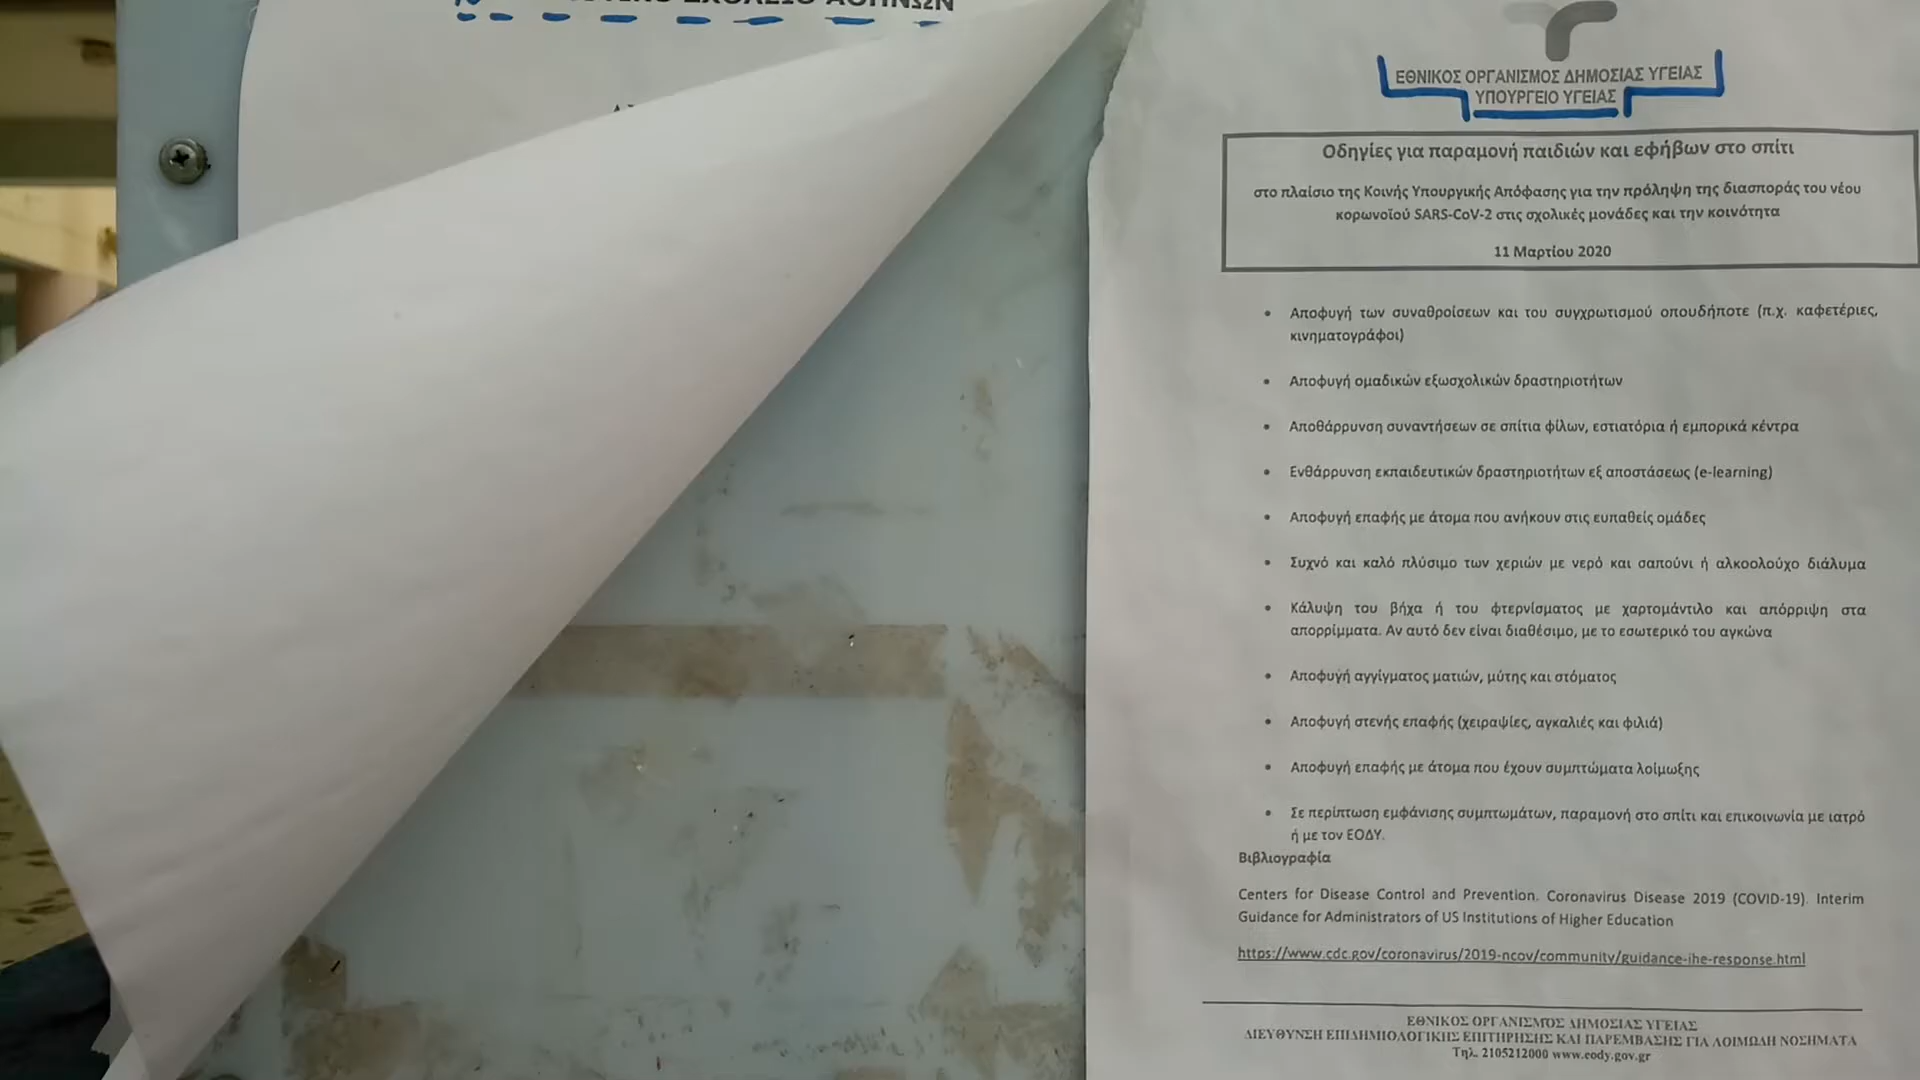 ΑΘΗΝΩΝ
ΕΘΝΙΚΟΣ ΟΡΓΑΝΙΣΜΟΣ ΔΗΜΟΣΙΑΣ ΥΓΕΙΑΣ
ΥΠΟΥΡΓΕΙΟ ΥΓΕΙΑΣ
Οδηγίες για παραμονή παιδιών και εφήβων στο σπίτι
στο πλαίσιο της Κοινής Υπουργικής Απόφασης για την πρόληψη της διασποράς του νέου
κορωνοϊού SARS-CoV-2 στις σχολικές μονάδες και την κοινότητα
11 Μαρτίου 2020
• Αποφυγή των συναθροίσεων και του συγχρωτισμού οπουδήποτε (π.χ. καφετέριες,
κινηματογράφοι)
• Αποφυγή ομαδικών εξωσχολικών δραστηριοτήτων
• Αποθάρρυνση συναντήσεων σε σπίτια φίλων, εστιατόρια ή εμπορικά κέντρα
• Ενθάρρυνση εκπαιδευτικών δραστηριοτήτων εξ αποστάσεως (e-learning)
• Αποφυγή επαφής με άτομα που ανήκουν στις ευπαθείς ομάδες
• Συχνό και καλό πλύσιμο των χεριών με νερό και σαπούνι ή αλκοολούχο διάλυμα
• Κάλυψη του βήχα ή του φτερνίσματος με χαρτομάντιλο και απόρριψη στα
απορρίμματα. Αν αυτό δεν είναι διαθέσιμο, με το εσωτερικό του αγκώνα
• Αποφυγή αγγίγματος ματιών, μύτης και στόματος
• Αποφυγή στενής επαφής (χειραψίες, αγκαλιές και φιλιά)
• Αποφυγή επαφής με άτομα που έχουν συμπτώματα λοίμωξης
• Σε περίπτωση εμφάνισης συμπτωμάτων, παραμονή στο σπίτι και επικοινωνία με ιατρό
ή με τον ΕΟΔΥ.
Βιβλιογραφία
Centers for Disease Control and Prevention. Coronavirus Disease 2019 (COVID-19). Interim
Guidance for Administrators of US Institutions of Higher Education
https://www.cdc.gov/coronavirus/2019-ncov/community/guidance-ihe-response.html
ΕΘΝΙΚΟΣ ΟΡΓΑΝΙΣΜΟΣ ΔΗΜΟΣΙΑΣ ΥΓΕΙΑΣ
ΔΙΕΥΘΥΝΣΗ ΕΠΙΔΗΜΙΟΛΟΓΙΚΗΣ ΕΠΙΤΗΡΗΣΗΣ ΚΑΙ ΠΑΡΕΜΒΑΣΗΣ ΓΙΑ ΛΟΙΜΩΔΗ ΝΟΣΗΜΑΤΑ
Τηλ. 2105212000 www.eody.gov.gr